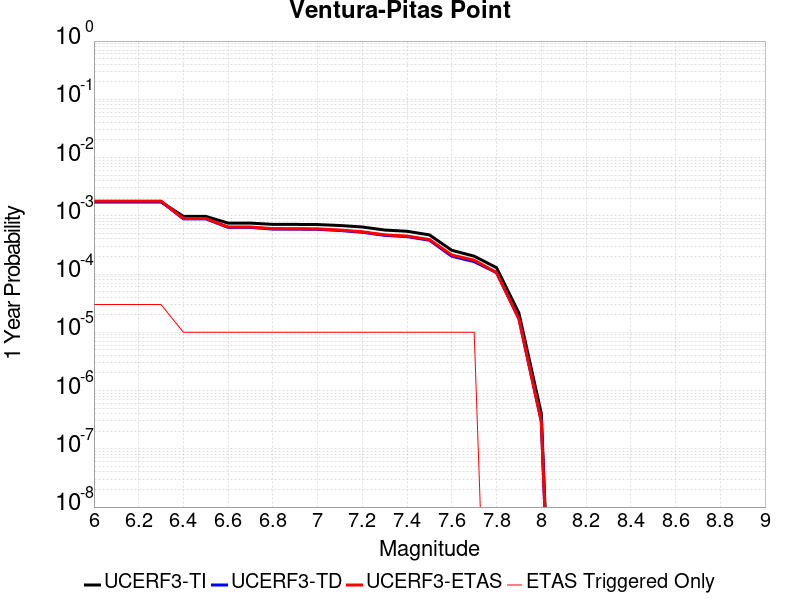 Ventura-Pitas Point
10^0
10^-1
10^-2
10^-3
10^-4
10^-5
10^-6
10^-7
10^-8
1 Year Probability
6 6.2 6.4 6.6 6.8 7 7.2 7.4 7.6 7.8 8 8.2 8.4 8.6 8.8 9
Magnitude
UCERF3-TI UCERF3-TD UCERF3-ETAS ETAS Triggered Only